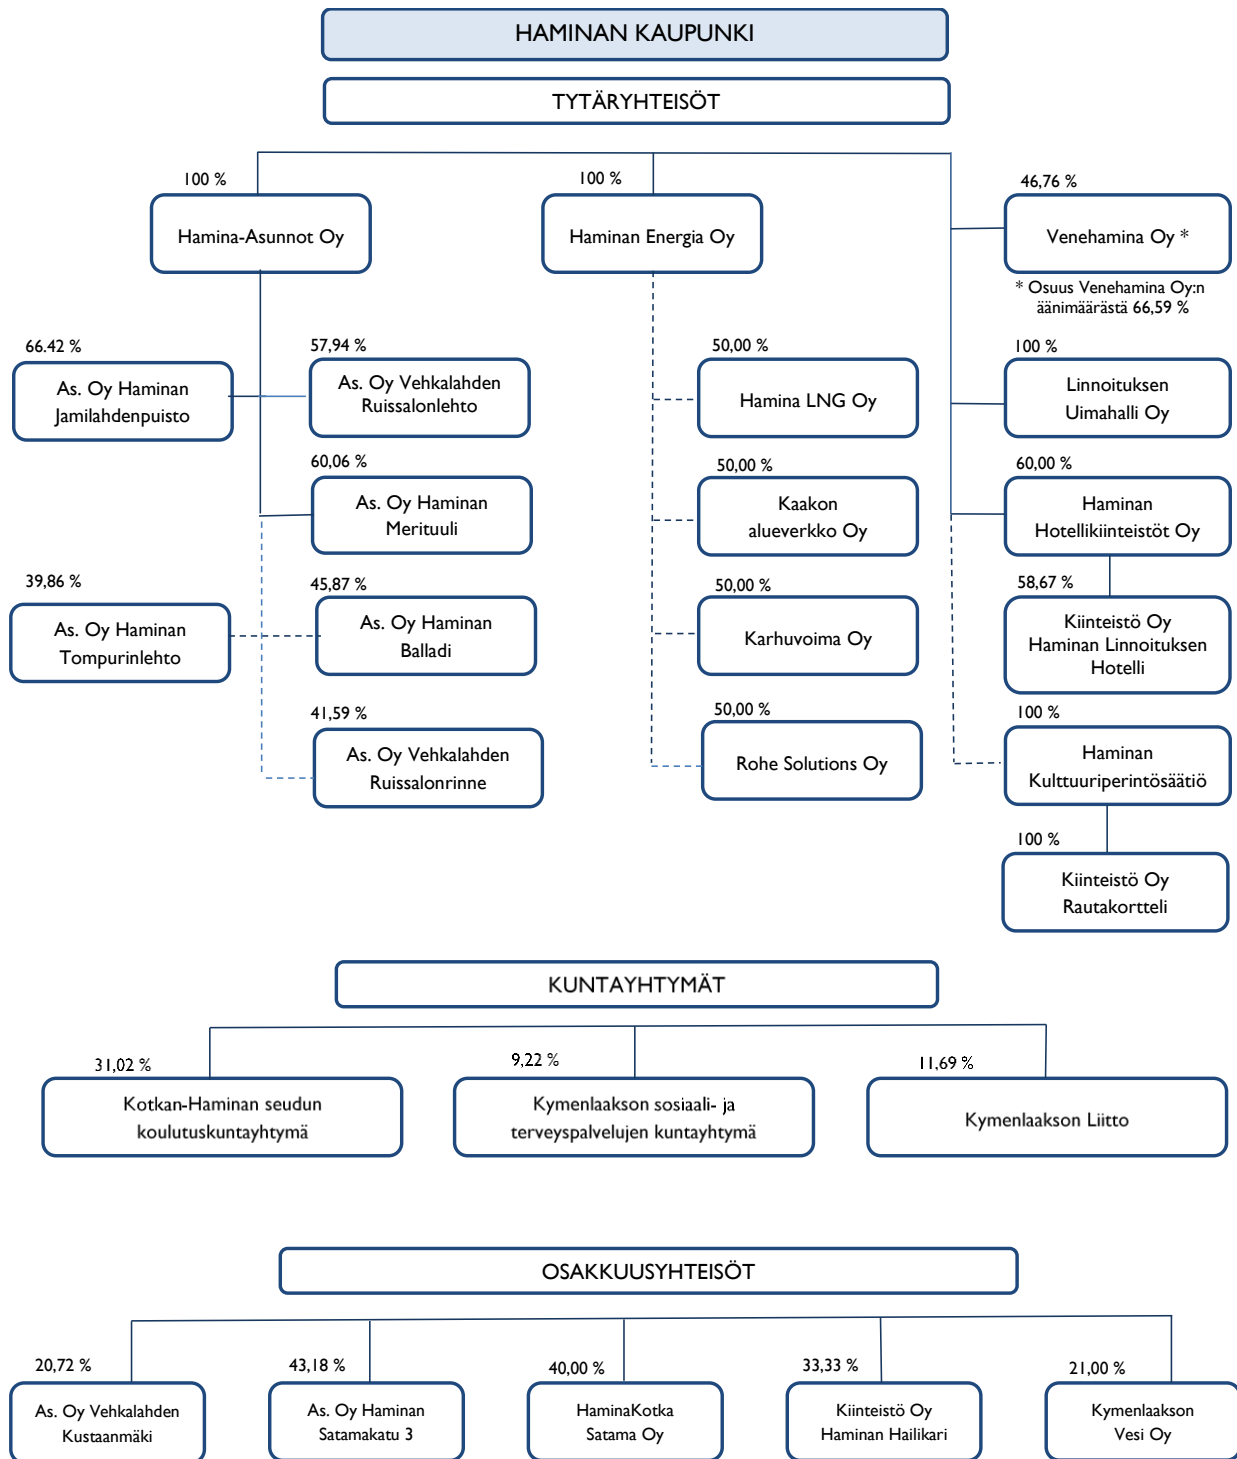 HAMINAN KAUPUNKI
TYTÄRYHTEISÖT
100 %
Hamina-Asunnot Oy
100 %
Haminan Energia Oy
46,76 %
Venehamina Oy *
* Osuus Venehamina Oy:n
äänimäärästä 66,59 %
66.42 %
As. Oy Haminan
Jamilahdenpuisto
57,94 %
As. Oy Vehkalahden
Ruissalonlehto
50,00 %
Hamina LNG Oy
100 %
Linnoituksen
Uimahalli Oy
60,06 %
As. Oy Haminan
Merituuli
50,00 %
Kaakon
alueverkko Oy
60,00 %
Haminan
Hotellikiinteistöt Oy
39,86 %
As. Oy Haminan
Tompurinlehto
45,87 %
As. Oy Haminan
Balladi
50,00 %
Karhuvoima Oy
58,67 %
Kiinteistö Oy
Haminan Linnoituksen
Hotelli
41,59 %
As. Oy Vehkalahden
Ruissalonrinne
50,00 %
Rohe Solutions Oy
100 %
Haminan
Kulttuuriperintösäätiö
100 %
Kiinteistö Oy
Rautakortteli
KUNTAYHTYMÄT
31,02 %
Kotkan-Haminan seudun
koulutuskuntayhtymä
9,22 %
Kymenlaakson sosiaali- ja
terveyspalvelujen kuntayhtymä
11,69 %
Kymenlaakson Liitto
OSAKKUUSYHTEISÖT
20,72 %
As. Oy Vehkalahden
Kustaanmäki
43,18 %
As. Oy Haminan
Satamakatu 3
40,00 %
HaminaKotka
Satama Oy
33,33 %
Kiinteistö Oy
Haminan Hailikari
21,00 %
Kymenlaakson
Vesi Oy